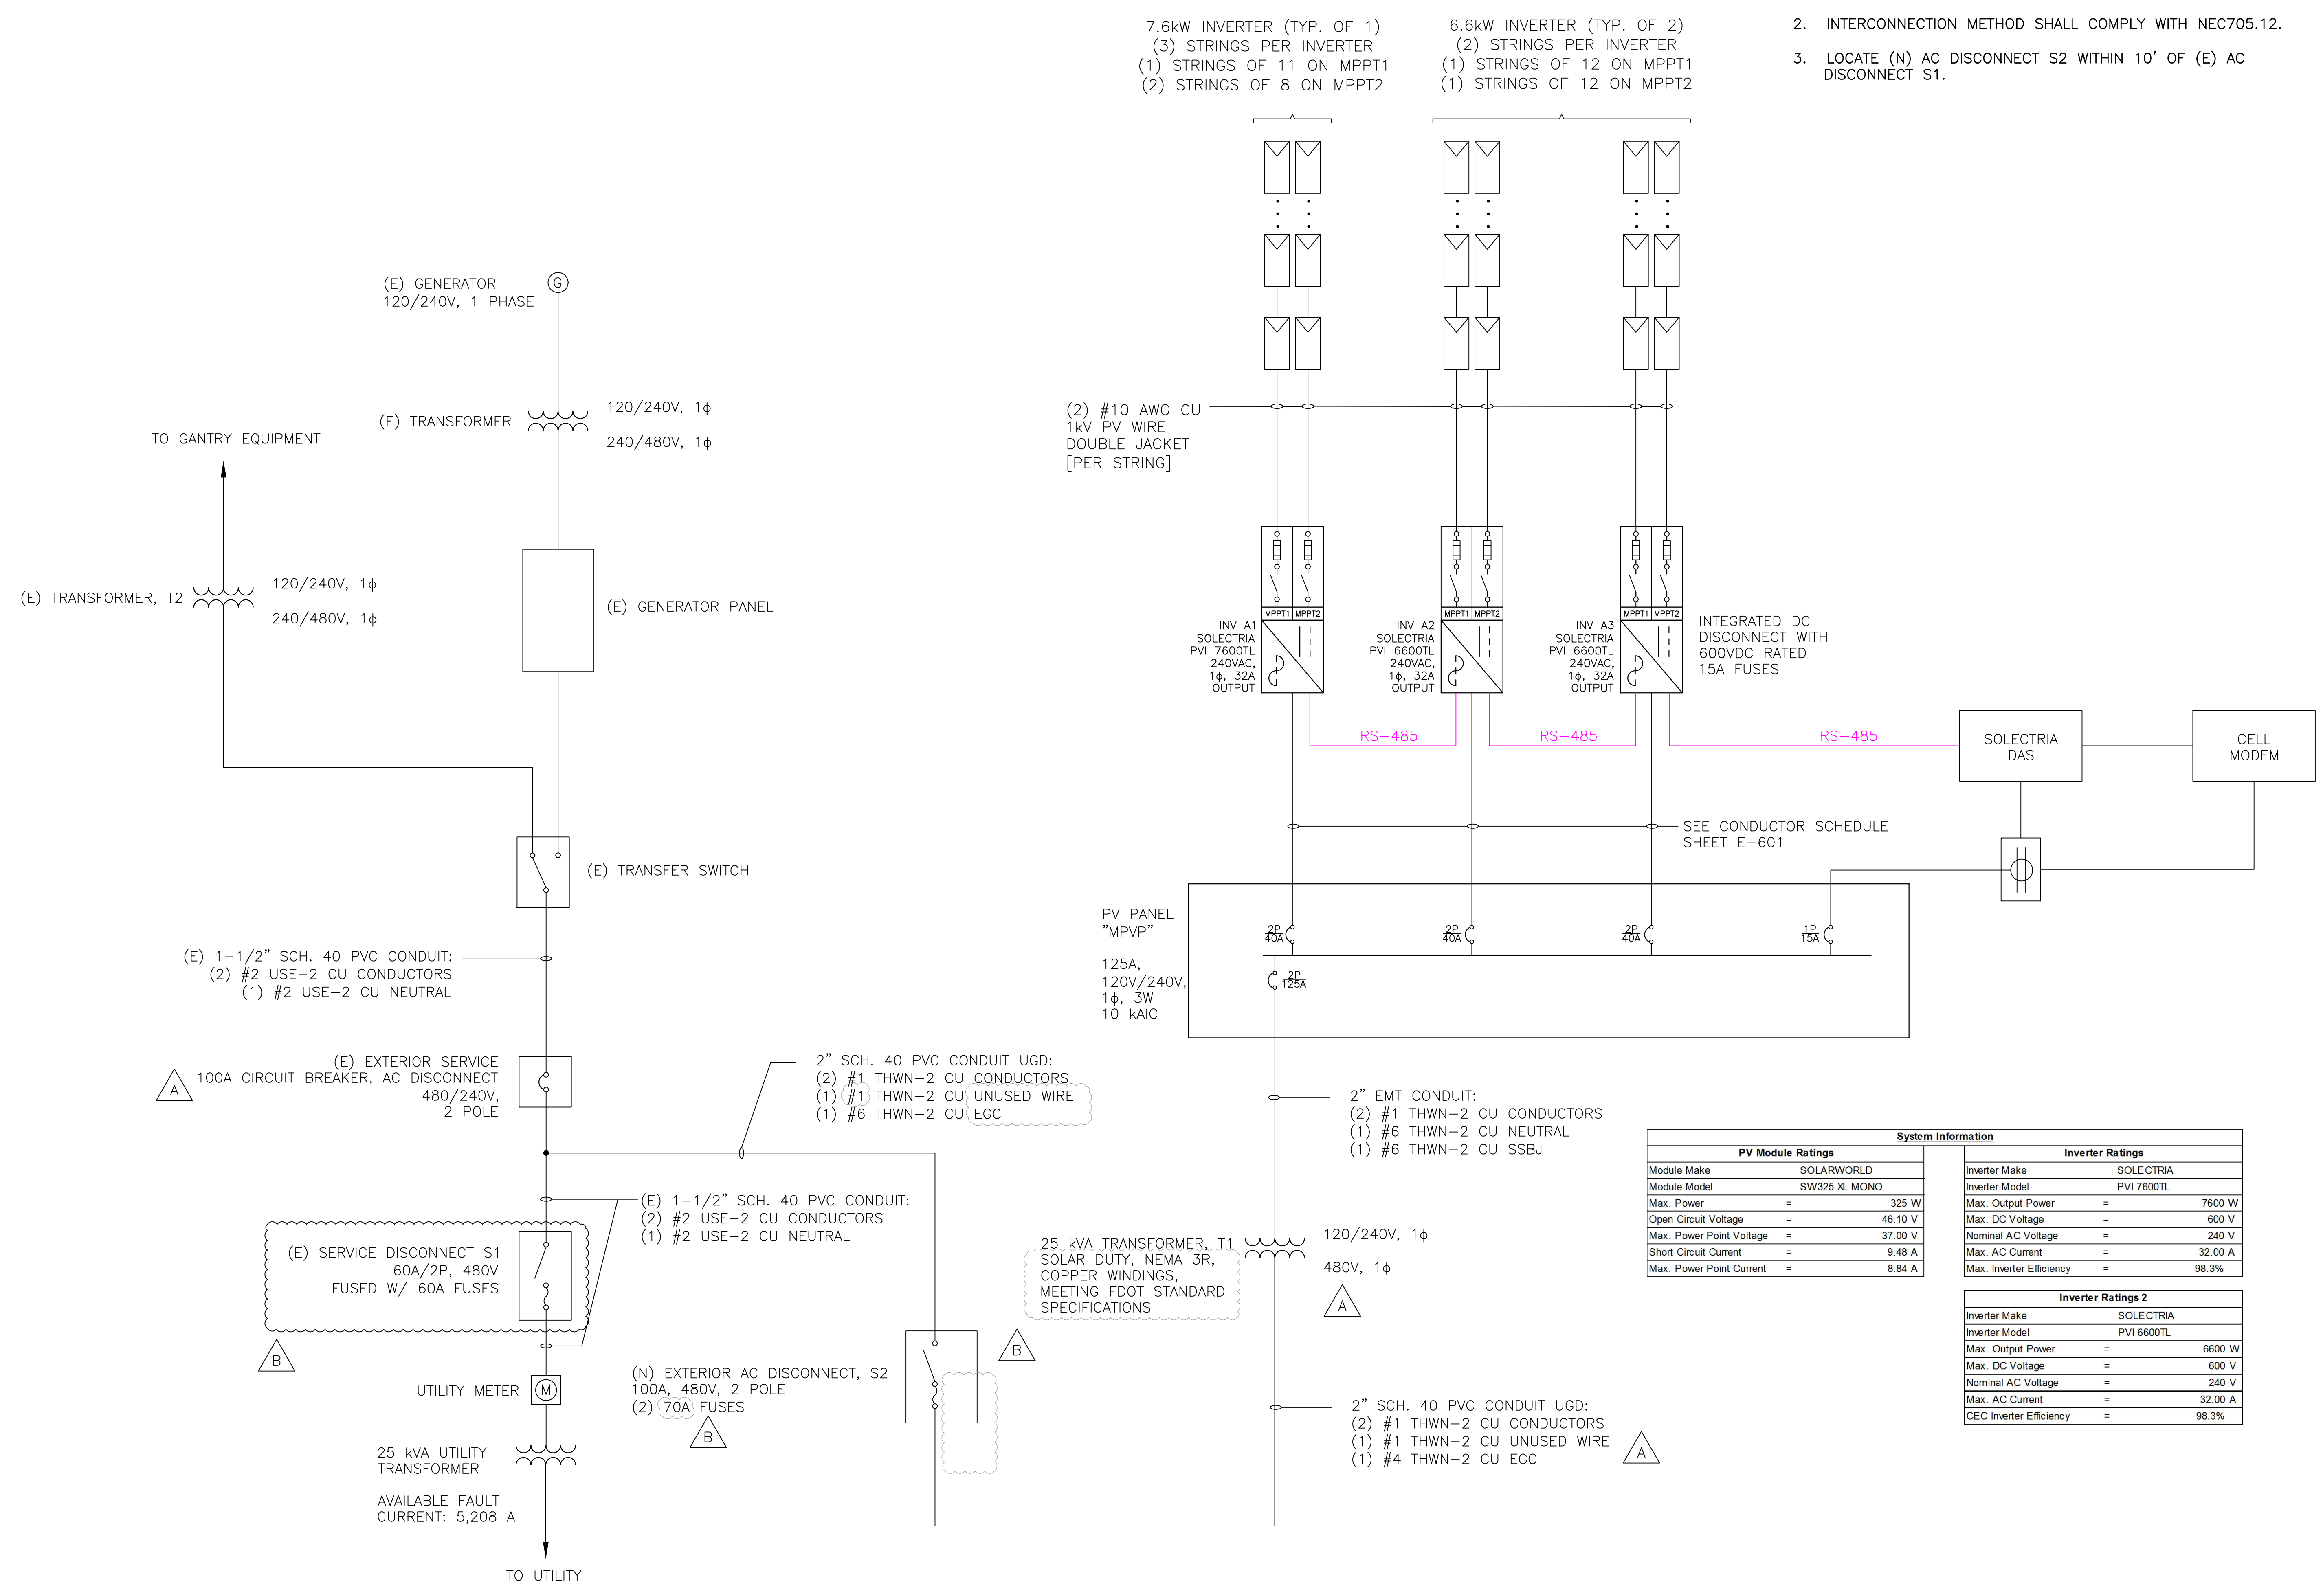 7.6kW INVERTER (TYP. OF 1)
(3) STRINGS PER INVERTER
(1) STRINGS OF 11 ON MPPT1
(2) STRINGS OF 8 ON MPPT2
6.6kW INVERTER (TYP. OF 2)
(2) STRINGS PER INVERTER
(1) STRINGS OF 12 ON MPPT1
(1) STRINGS OF 12 ON MPPT2
2. INTERCONNECTION METHOD SHALL COMPLY WITH NEC705.12.
3. LOCATE (N) AC DISCONNECT S2 WITHIN 10' OF (E) AC
DISCONNECT S1.
(E) GENERATOR
120/240V, 1 PHASE
G
(E) TRANSFORMER
120/240V, 1ϕ
240/480V, 1ϕ
TO GANTRY EQUIPMENT
(E) TRANSFORMER, T2
120/240V, 1ϕ
240/480V, 1ϕ
(E) GENERATOR PANEL
(E) TRANSFER SWITCH
(E) 1-1/2" SCH. 40 PVC CONDUIT:
(2) #2 USE-2 CU CONDUCTORS
(1) #2 USE-2 CU NEUTRAL
(E) EXTERIOR SERVICE
100A CIRCUIT BREAKER, AC DISCONNECT
480/240V,
2 POLE
A
2" SCH. 40 PVC CONDUIT UGD:
(2) #1 THWN-2 CU CONDUCTORS
(1) #1 THWN-2 CU UNUSED WIRE
(1) #6 THWN-2 CU EGC
(E) 1-1/2" SCH. 40 PVC CONDUIT:
(2) #2 USE-2 CU CONDUCTORS
(1) #2 USE-2 CU NEUTRAL
(E) SERVICE DISCONNECT S1
60A/2P, 480V
FUSED W/ 60A FUSES
B
UTILITY METER
M
25 kVA UTILITY
TRANSFORMER
AVAILABLE FAULT
CURRENT: 5,208 A
TO UTILITY
(N) EXTERIOR AC DISCONNECT, S2
100A, 480V, 2 POLE
(2) 70A FUSES
B
B
(2) #10 AWG CU
1kV PV WIRE
DOUBLE JACKET
[PER STRING]
MPPT1 MPPT2
MPPT1 MPPT2
MPPT1 MPPT2
INV A1
SOLECTRIA
PVI 7600TL
240VAC,
1ϕ, 32A
OUTPUT
INV A2
SOLECTRIA
PVI 6600TL
240VAC,
1ϕ, 32A
OUTPUT
INV A3
SOLECTRIA
PVI 6600TL
240VAC,
1ϕ, 32A
OUTPUT
INTEGRATED DC
DISCONNECT WITH
600VDC RATED
15A FUSES
RS-485
RS-485
RS-485
SOLECTRIA
DAS
CELL
MODEM
SEE CONDUCTOR SCHEDULE
SHEET E-601
PV PANEL
"MPVP"
125A,
120V/240V,
1ϕ, 3W
10 kAIC
2P
40A
2P
40A
2P
40A
1P
15A
2P
125A
2" EMT CONDUIT:
(2) #1 THWN-2 CU CONDUCTORS
(1) #6 THWN-2 CU NEUTRAL
(1) #6 THWN-2 CU SSBJ
25 kVA TRANSFORMER, T1
SOLAR DUTY, NEMA 3R,
COPPER WINDINGS,
MEETING FDOT STANDARD
SPECIFICATIONS
120/240V, 1ϕ
480V, 1ϕ
A
2" SCH. 40 PVC CONDUIT UGD:
(2) #1 THWN-2 CU CONDUCTORS
(1) #1 THWN-2 CU UNUSED WIRE
(1) #4 THWN-2 CU EGC
A
System Information
PV Module Ratings
Module Make SOLARWORLD
Module Model SW325 XL MONO
Max. Power = 325 W
Open Circuit Voltage = 46.10 V
Max. Power Point Voltage = 37.00 V
Short Circuit Current = 9.48 A
Max. Power Point Current = 8.84 A
Inverter Ratings
Inverter Make SOLECTRIA
Inverter Model PVI 7600TL
Max. Output Power = 7600 W
Max. DC Voltage = 600 V
Nominal AC Voltage = 240 V
Max. AC Current = 32.00 A
Max. Inverter Efficiency = 98.3%
Inverter Ratings 2
Inverter Make SOLECTRIA
Inverter Model PVI 6600TL
Max. Output Power = 6600 W
Max. DC Voltage = 600 V
Nominal AC Voltage = 240 V
Max. AC Current = 32.00 A
CEC Inverter Efficiency = 98.3%